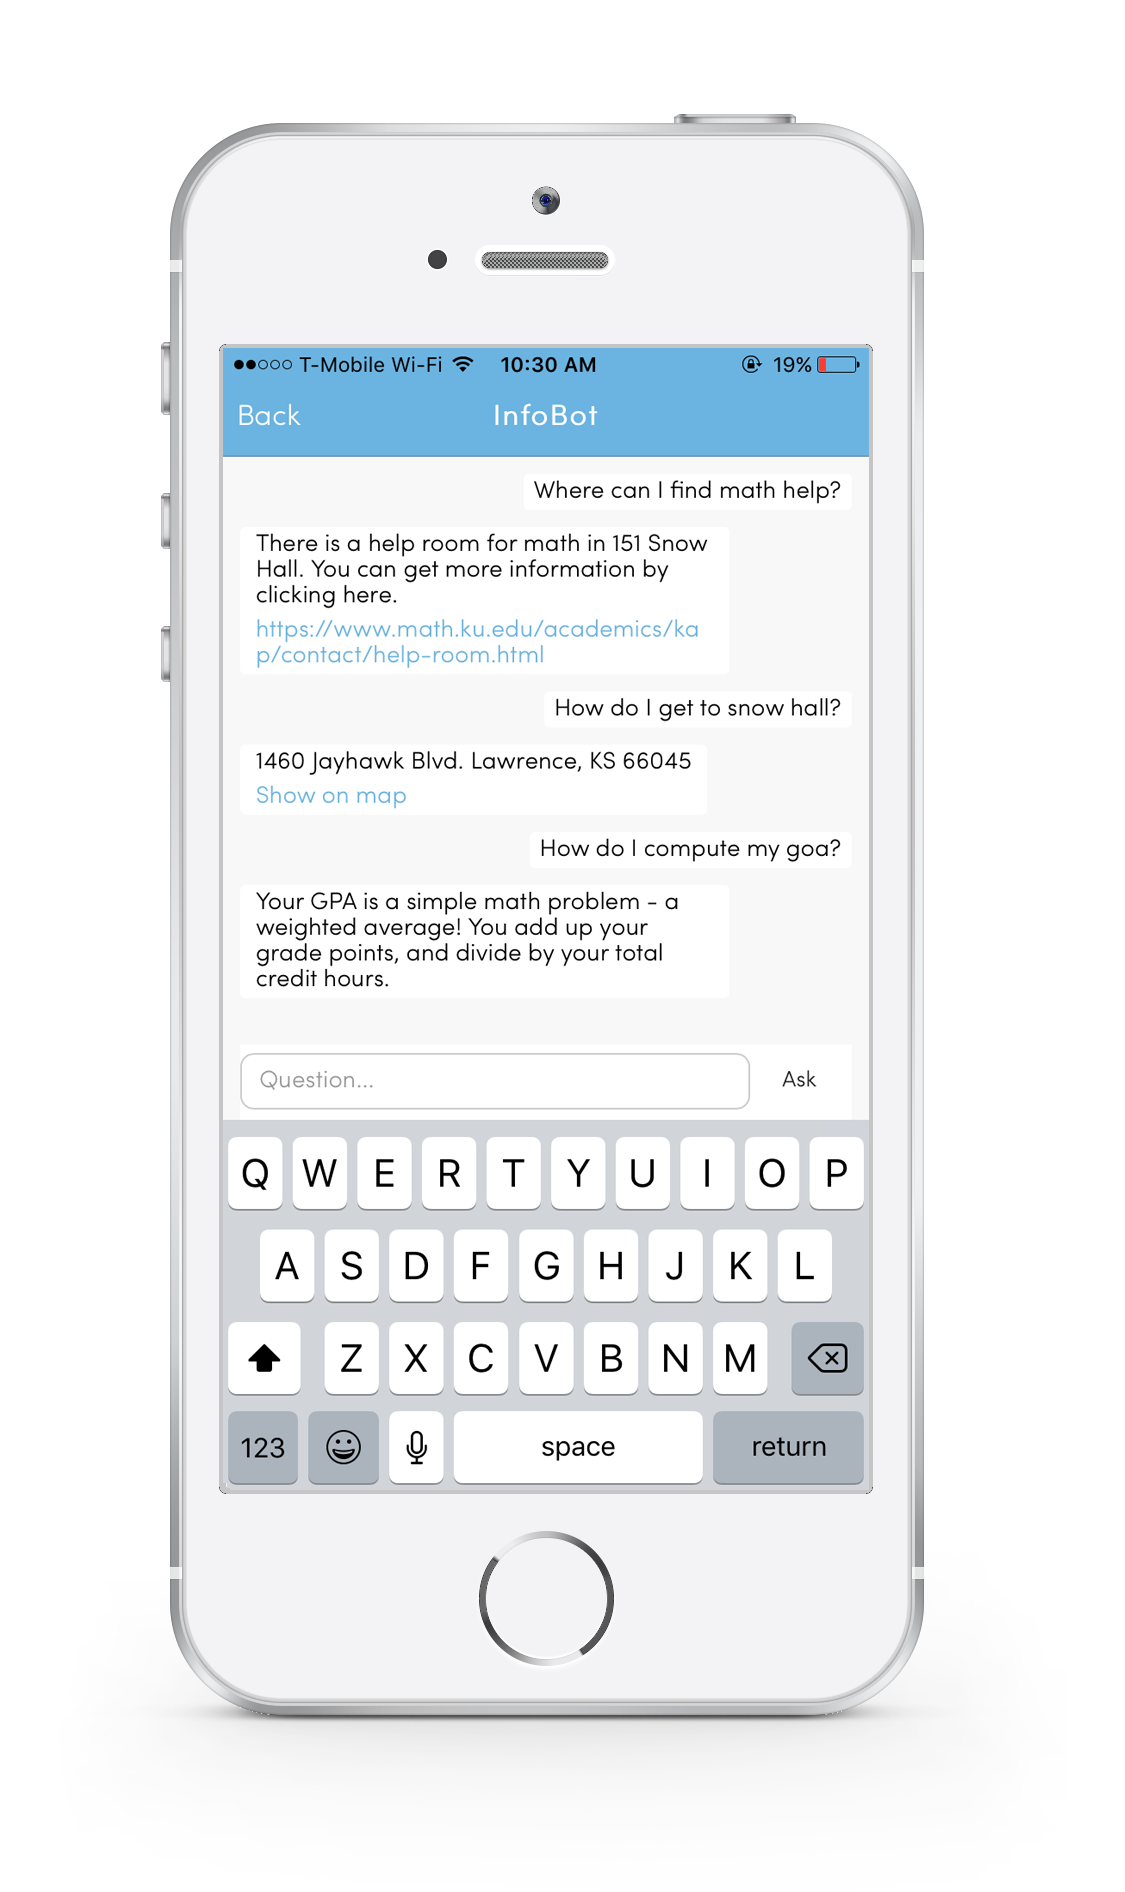 T-Mobile Wi-Fi 10:30 AM 19%
Back InfoBot
Where can I find math help?
There is a help room for math in 151 Snow
Hall. You can get more information by
clicking here.
https://www.math.ku.edu/academics/ka
p/contact/help-room.html
How do I get to snow hall?
1460 Jayhawk Blvd. Lawrence, KS 66045
Show on map
How do I compute my goa?
Your GPA is a simple math problem - a
weighted average! You add up your
grade points, and divide by your total
credit hours.
Question... Ask
Q W E R T Y U I O P
A S D F G H J K L
Z X C V B N M
123 space return